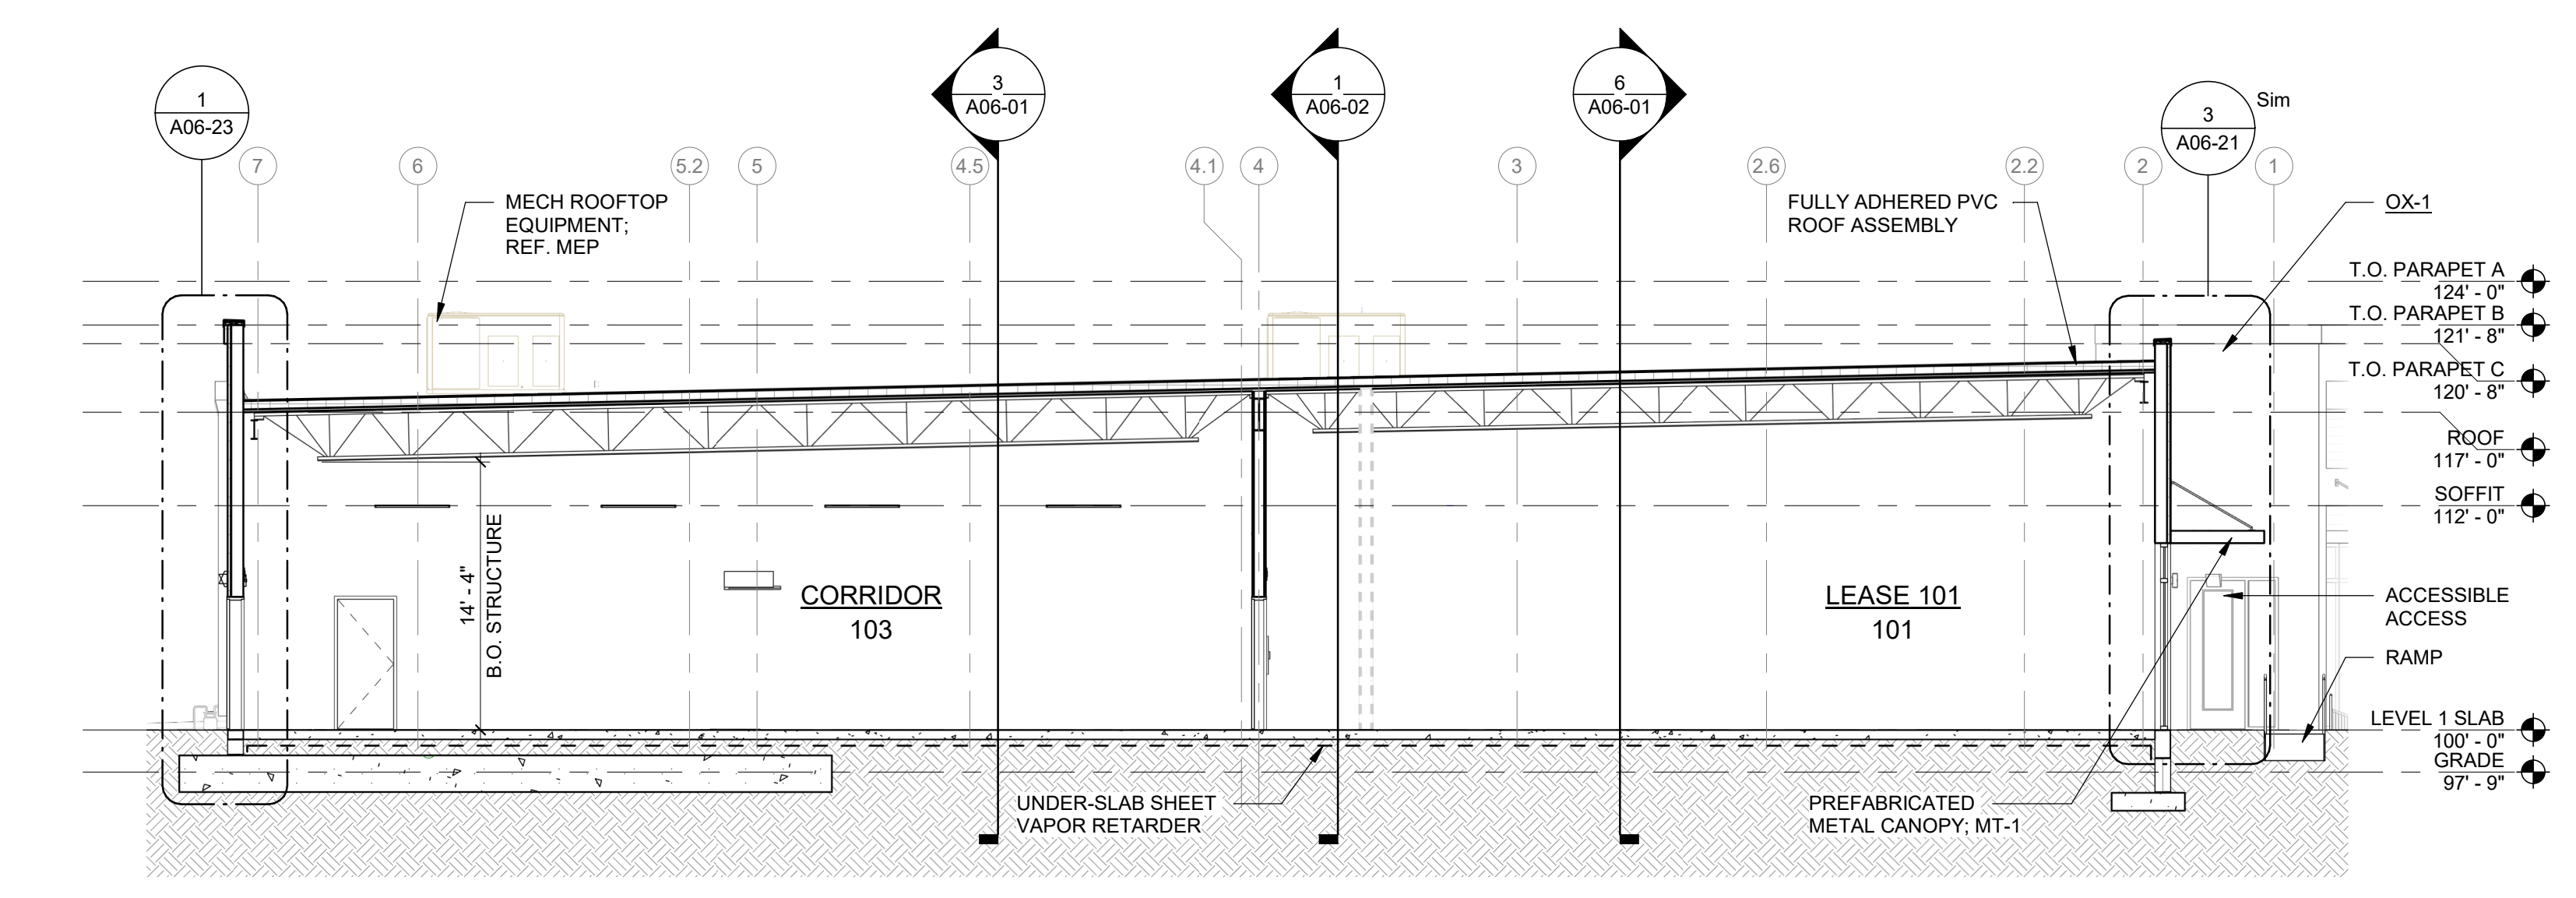 1
A06-23
3
A06-01
1
A06-02
6
A06-01
3
A06-21
Sim
7
6
5.2
5
4.5
4.1
4
3
2.6
2.2
2
1
MECH ROOFTOP
EQUIPMENT;
REF. MEP
FULLY ADHERED PVC
ROOF ASSEMBLY
OX-1
T.O. PARAPET A
124' - 0"
T.O. PARAPET B
121' - 8"
T.O. PARAPET C
120' - 8"
ROOF
117' - 0"
SOFFIT
112' - 0"
14' - 4"
B.O. STRUCTURE
CORRIDOR
103
LEASE 101
101
ACCESSIBLE
ACCESS
RAMP
LEVEL 1 SLAB
100' - 0"
GRADE
97' - 9"
UNDER-SLAB SHEET
VAPOR RETARDER
PREFABRICATED
METAL CANOPY; MT-1